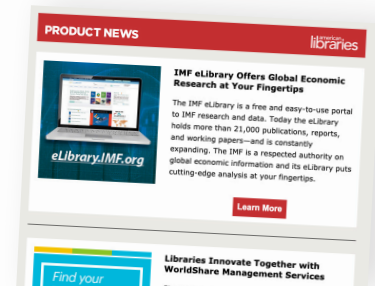 PRODUCT NEWS
american
libraries
IMF eLibrary Offers Global Economic
Research at Your Fingertips
The IMF eLibrary is a free and easy-to-use portal
to IMF research and data. Today the eLibrary
holds more than 21,000 publications, reports,
and working papers—and is constantly
expanding. The IMF is a respected authority on
global economic information and its eLibrary puts
cutting-edge analysis at your fingertips.
eLibrary.IMF.org
Learn More
Libraries Innovate Together with
WorldShare Management Services
Find your